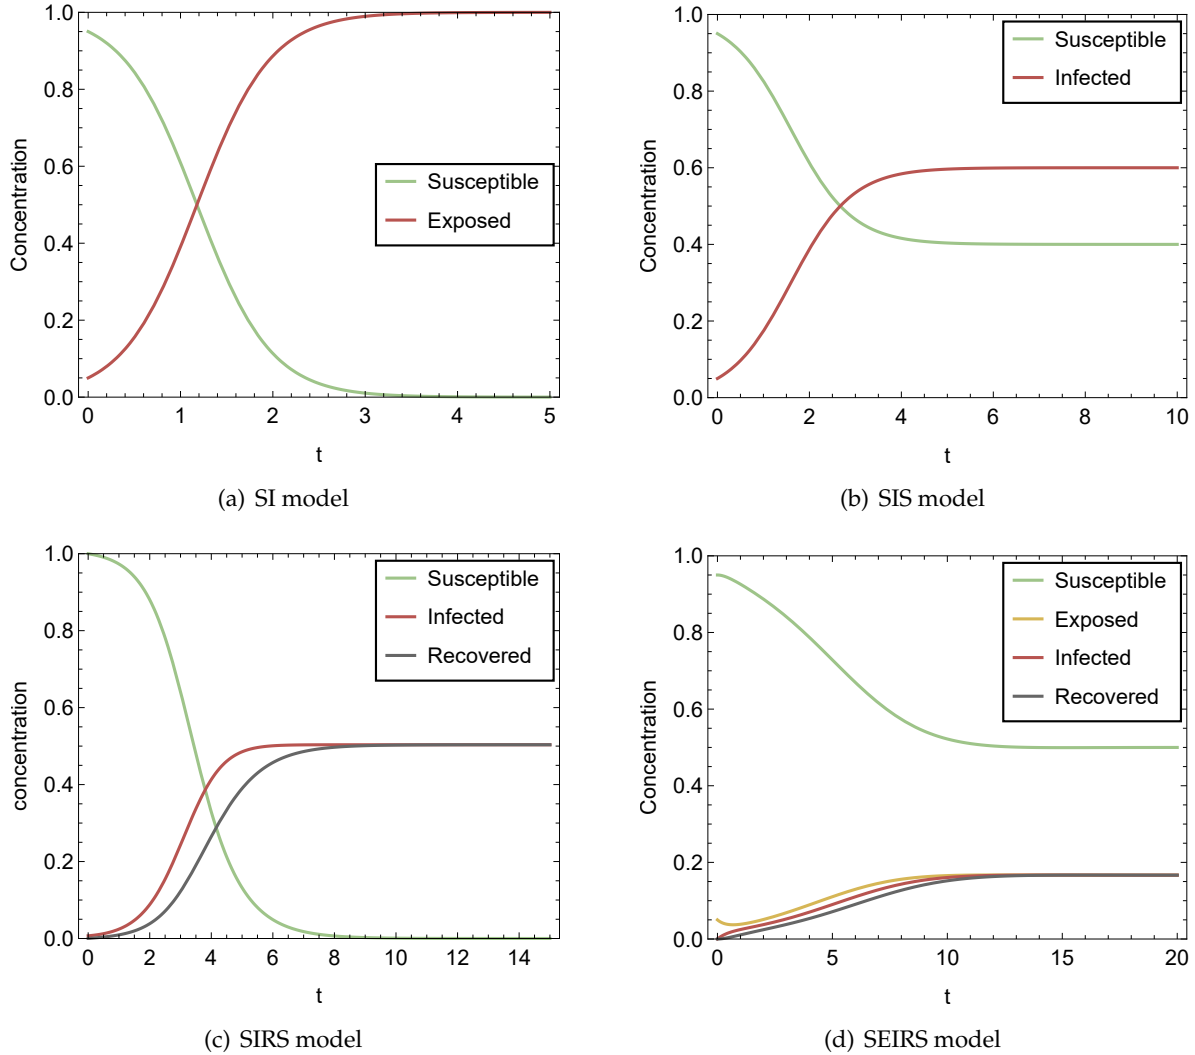 1.0
0.8
0.6
0.4
0.2
0.0
Concentration
Susceptible
Exposed
0 1 2 3 4 5
t
(a) SI model
1.0
0.8
0.6
0.4
0.2
0.0
Concentration
Susceptible
Infected
0 2 4 6 8 10
t
(b) SIS model
1.0
0.8
0.6
0.4
0.2
0.0
concentration
Susceptible
Infected
Recovered
0 2 4 6 8 10 12 14
t
(c) SIRS model
1.0
0.8
0.6
0.4
0.2
0.0
Concentration
Susceptible
Exposed
Infected
Recovered
0 5 10 15 20
t
(d) SEIRS model